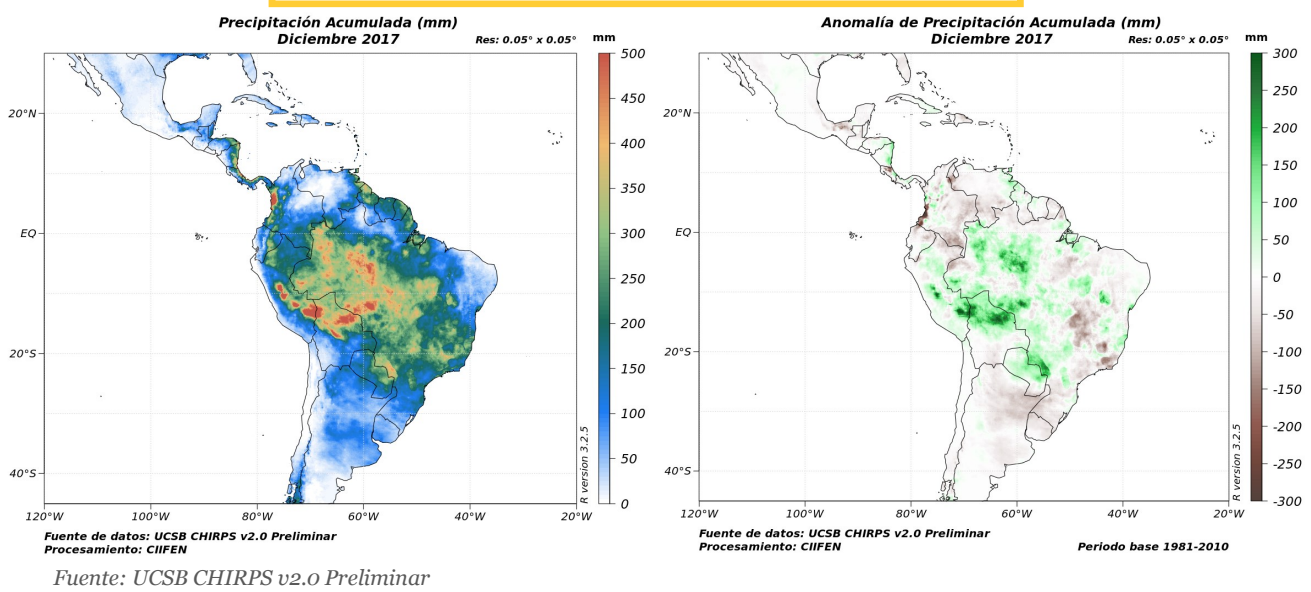 Precipitación Acumulada (mm)
Diciembre 2017
Res: 0.05° x 0.05°
mm
500
450
400
350
300
250
200
150
100
50
0
20°N
EQ
20°S
40°S
120°W
100°W
80°W
60°W
40°W
20°W
R version 3.2.5
Fuente de datos: UCSB CHIRPS v2.0 Preliminar
Procesamiento: CIIFEN
Anomalía de Precipitación Acumulada (mm)
Diciembre 2017
Res: 0.05° x 0.05°
mm
300
250
200
150
100
50
0
-50
-100
-150
-200
-250
-300
20°N
EQ
20°S
40°S
120°W
100°W
80°W
60°W
40°W
20°W
R version 3.2.5
Fuente de datos: UCSB CHIRPS v2.0 Preliminar
Procesamiento: CIIFEN
Periodo base 1981-2010
Fuente: UCSB CHIRPS v2.0 Preliminar